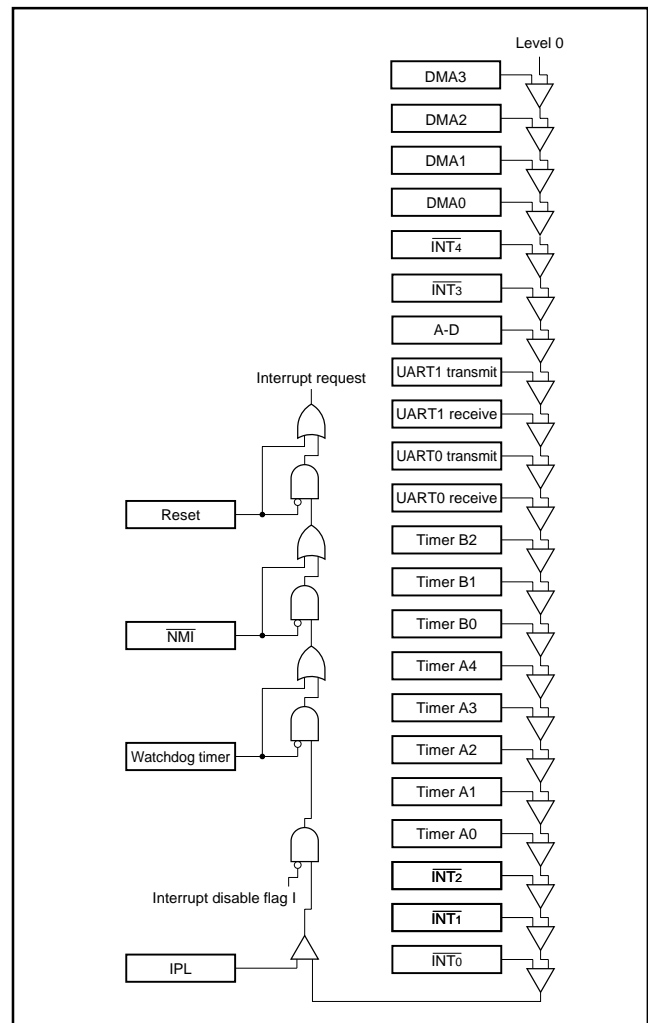 Level 0
DMA3
DMA2
DMA1
DMA0
INT4
INT3
A-D
Interrupt request
UART1 transmit
UART1 receive
UART0 transmit
Reset
UART0 receive
Timer B2
Timer B1
NMI
Timer B0
Timer A4
Timer A3
Watchdog timer
Timer A2
Timer A1
Timer A0
INT2
Interrupt disable flag I
INT1
IPL
INT0